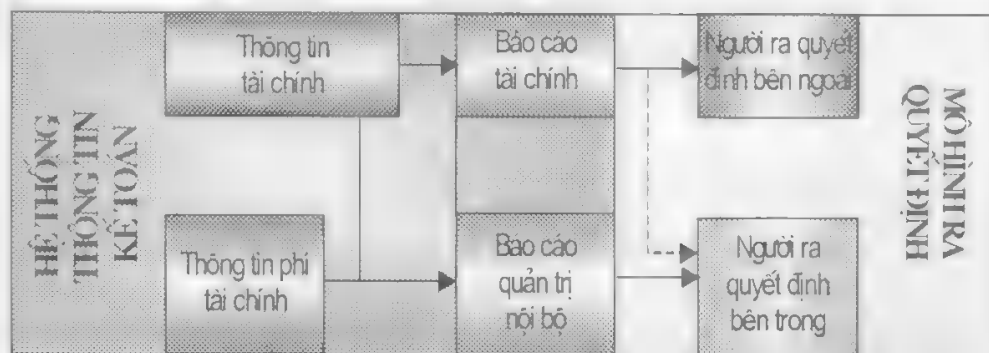 HỆ THỐNG
THÔNG TIN
KẾ TOÁN
Thông tin
tài chính
Báo cáo
tài chính
Người ra quyết
định bên ngoài
Thông tin phi
tài chính
Báo cáo
quản trị
nội bộ
Người ra
quyết định
bên trong
MÔ HÌNH RA
QUYẾT ĐỊNH